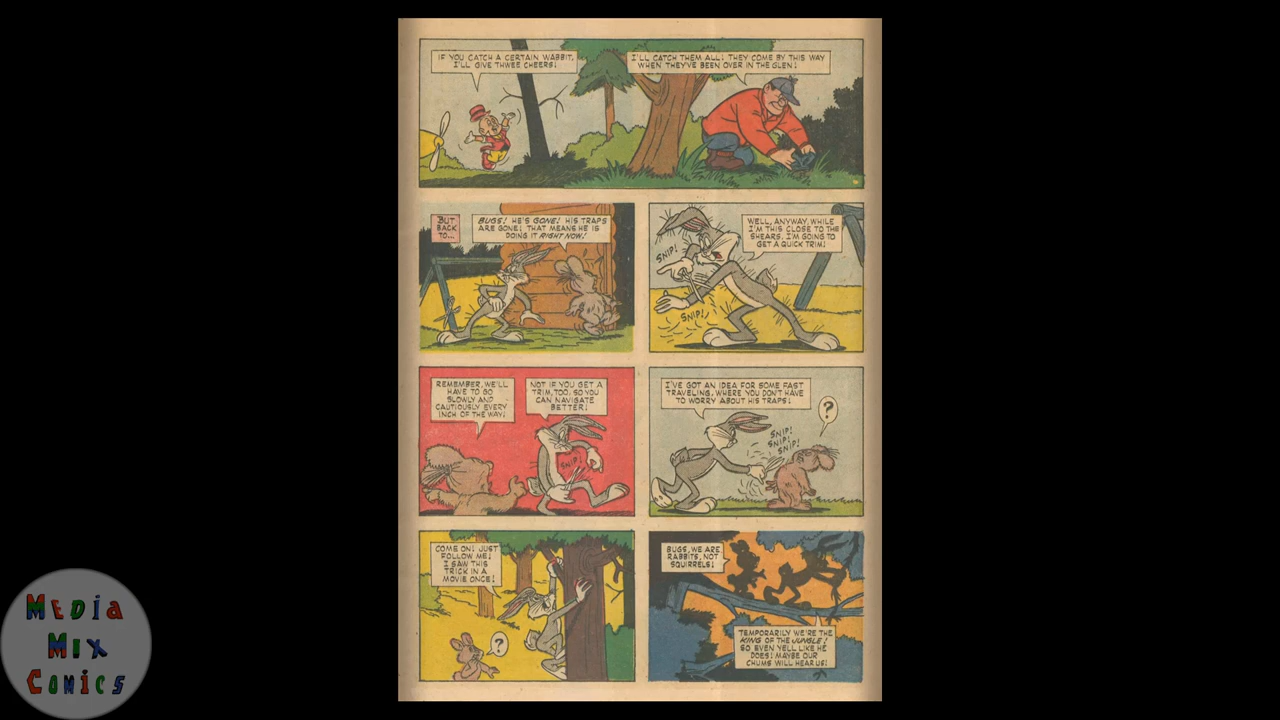 IF YOU CATCH A CERTAIN WABBIT,
I'LL GIVE THWEE CHEERS!
I'LL CATCH THEM ALL! THEY COME BY THIS WAY
WHEN THEY'VE BEEN OVER IN THE GLEN!
BUT
BACK
TO...
BUGS! HE'S GONE! HIS TRAPS
ARE GONE! THAT MEANS HE IS
DOING IT RIGHT NOW!
WELL, ANYWAY, WHILE
I'M THIS CLOSE TO THE
SHEARS, I'M GOING TO
GET A QUICK TRIM!
SNIP!
SNIP!
REMEMBER, WE'LL
HAVE TO GO
SLOWLY AND
CAUTIOUSLY EVERY
INCH OF THE WAY!
NOT IF YOU GET A
TRIM, TOO, SO YOU
CAN NAVIGATE
BETTER!
SNIP!
I'VE GOT AN IDEA FOR SOME FAST
TRAVELING, WHERE YOU DON'T HAVE
TO WORRY ABOUT HIS TRAPS!
SNIP!
SNIP!
SNIP!
?
COME ON! JUST
FOLLOW ME!
I SAW THIS
TRICK IN A
MOVIE ONCE!
?
BUGS, WE ARE
RABBITS, NOT
SQUIRRELS!
TEMPORARILY WE'RE THE
KING OF THE JUNGLE!
SO EVEN YELL LIKE HE
DOES! MAYBE OUR
CHUMS WILL HEAR US!
MEDiA
MiX
COMiCS